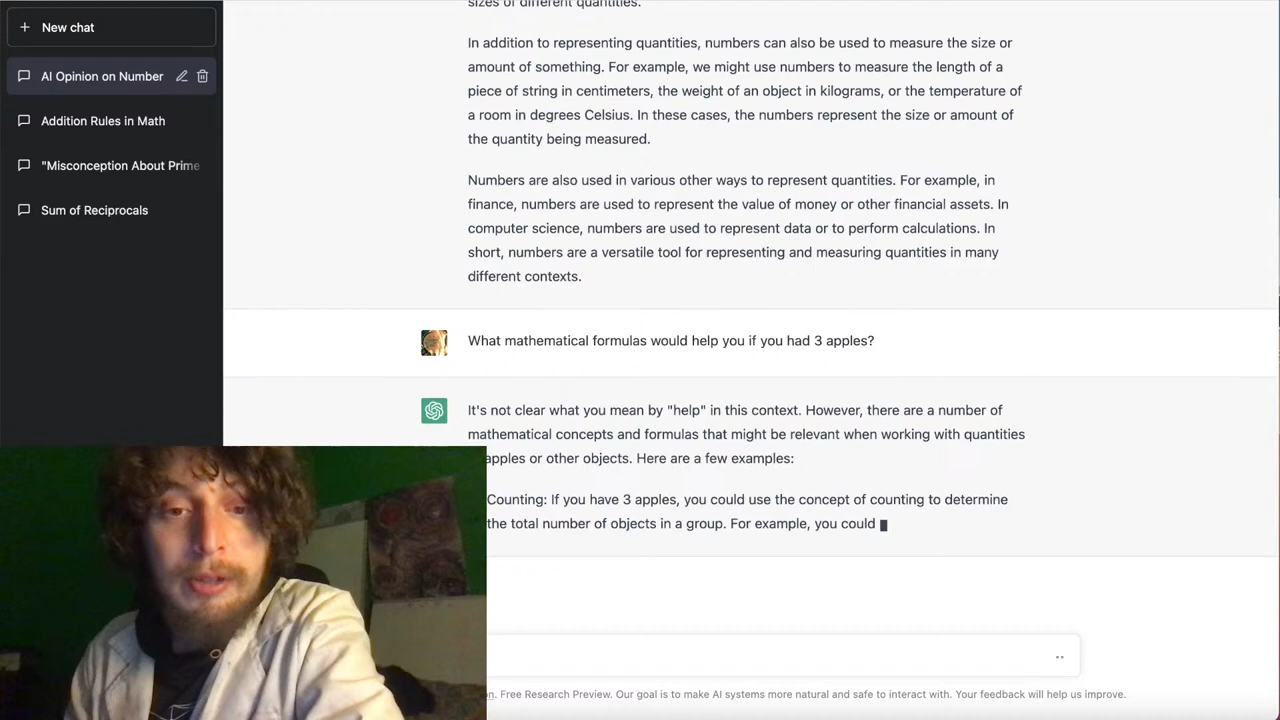 New chat
AI Opinion on Number
Addition Rules in Math
"Misconception About Prime
Sum of Reciprocals
sizes of different quantities.
In addition to representing quantities, numbers can also be used to measure the size or
amount of something. For example, we might use numbers to measure the length of a
piece of string in centimeters, the weight of an object in kilograms, or the temperature of
a room in degrees Celsius. In these cases, the numbers represent the size or amount of
the quantity being measured.
Numbers are also used in various other ways to represent quantities. For example, in
finance, numbers are used to represent the value of money or other financial assets. In
computer science, numbers are used to represent data or to perform calculations. In
short, numbers are a versatile tool for representing and measuring quantities in many
different contexts.
What mathematical formulas would help you if you had 3 apples?
It's not clear what you mean by "help" in this context. However, there are a number of
mathematical concepts and formulas that might be relevant when working with quantities
apples or other objects. Here are a few examples:
Counting: If you have 3 apples, you could use the concept of counting to determine
the total number of objects in a group. For example, you could
Free Research Preview. Our goal is to make AI systems more natural and safe to interact with. Your feedback will help us improve.